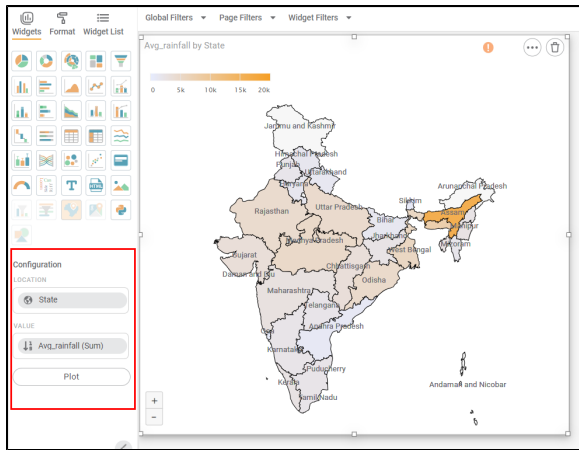 Widgets Format Widget List
Global Filters Page Filters Widget Filters
Avg_rainfall by State
0 5k 10k 15k 20k
Jammu and Kashmir
Himachal Pradesh
Punjab
Uttarakhand
Haryana
Arunanchal Pradesh
Rajasthan
Uttar Pradesh
Sikkim
Assam
Bihar
Manipur
Jharkhand
Mizoram
Gujarat
Madhya Pradesh
West Bengal
Daman and Diu
Chhattisgarh
Odisha
Maharashtra
Telangana
Goa
Andhra Pradesh
Karnataka
Puducherry
Kerala
Tamil Nadu
Andaman and Nicobar
Configuration
LOCATION
State
VALUE
Avg_rainfall (Sum)
Plot
+
−